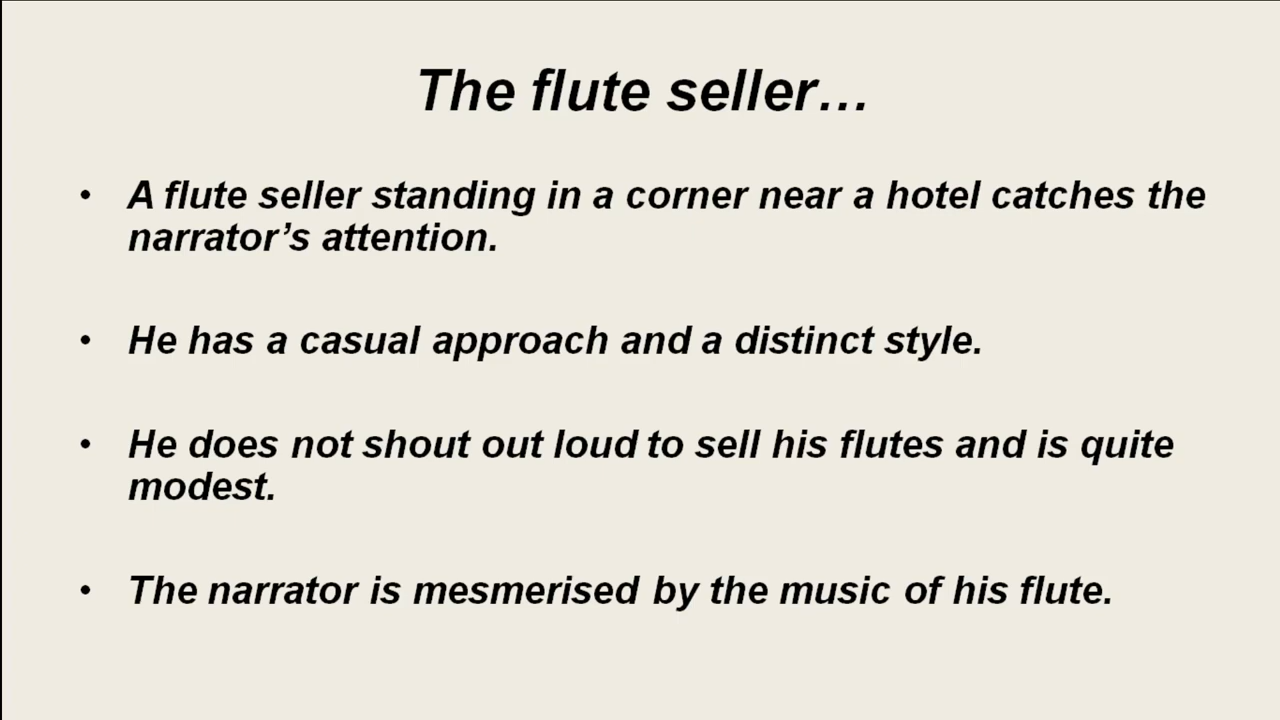 The flute seller...
• A flute seller standing in a corner near a hotel catches the
narrator’s attention.
• He has a casual approach and a distinct style.
• He does not shout out loud to sell his flutes and is quite
modest.
• The narrator is mesmerised by the music of his flute.